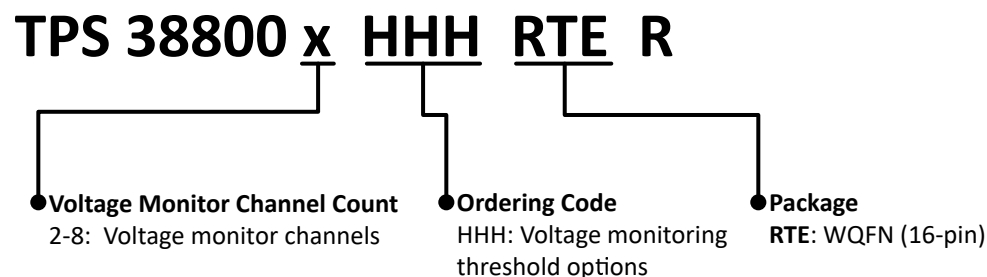 TPS 38800 x HHH RTE R
Voltage Monitor Channel Count
2-8: Voltage monitor channels
Ordering Code
HHH: Voltage monitoring
threshold options
Package
RTE: WQFN (16-pin)